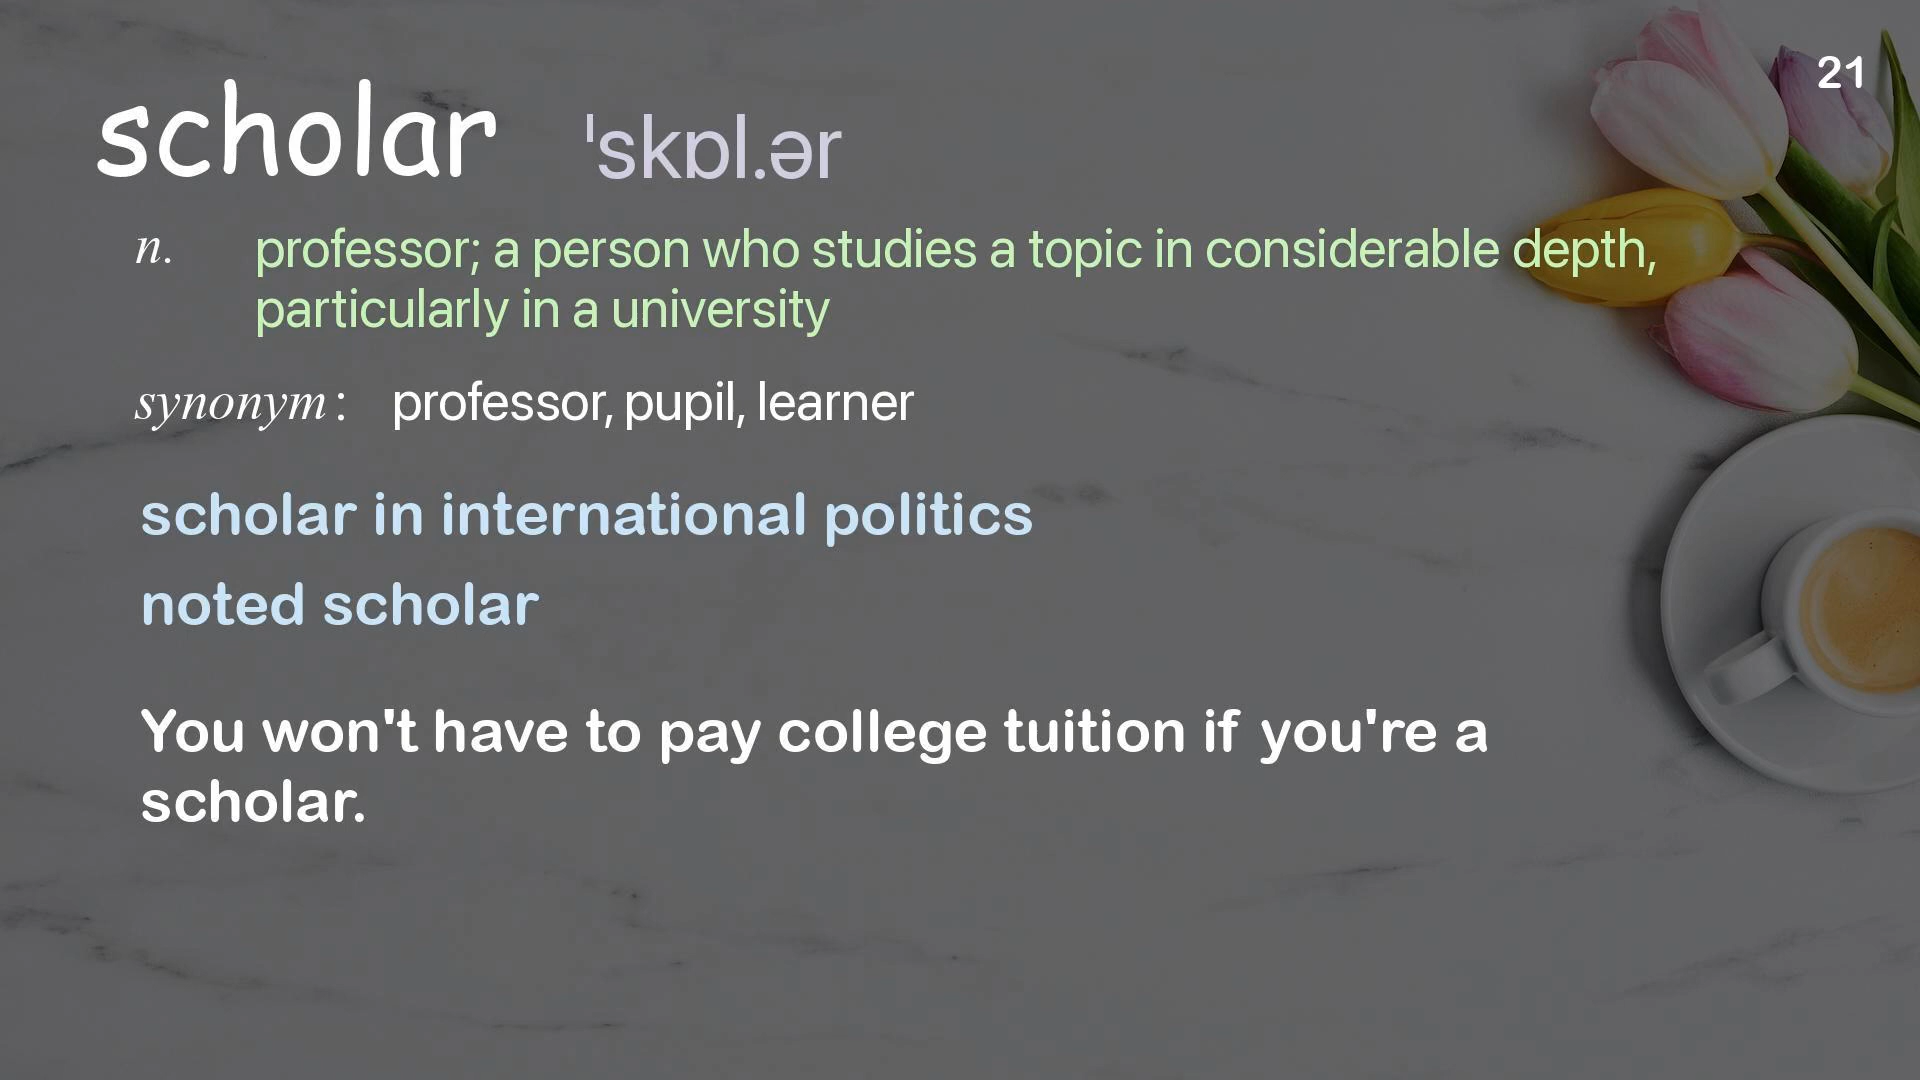 21
scholar ˈskɒl.ər
n. professor; a person who studies a topic in considerable depth,
particularly in a university
synonym: professor, pupil, learner
scholar in international politics
noted scholar
You won't have to pay college tuition if you're a
scholar.